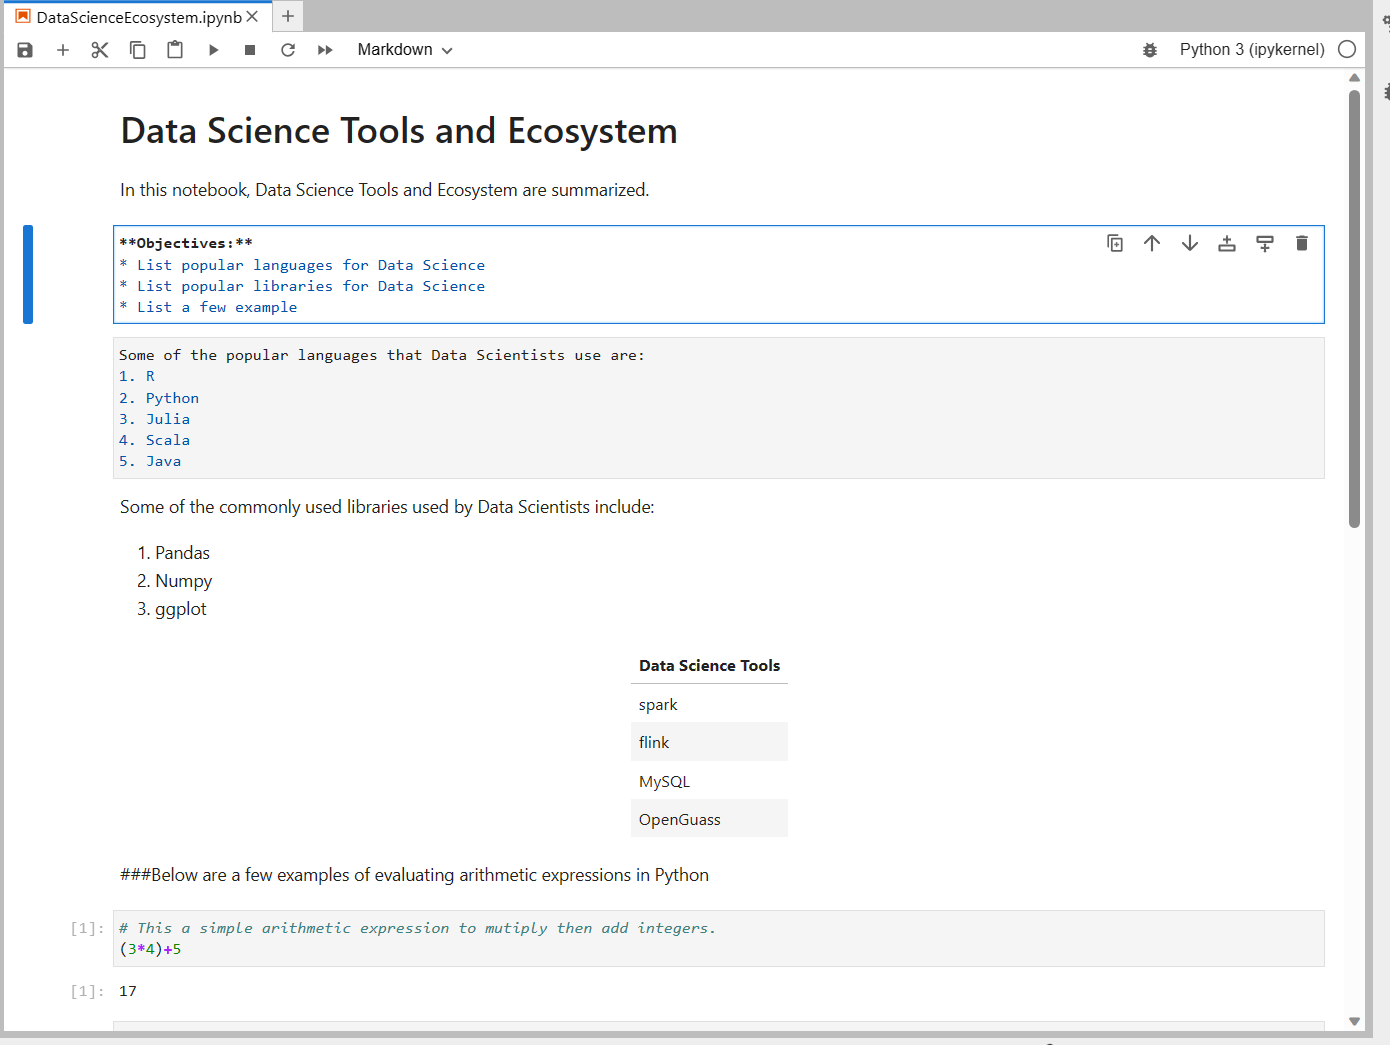 DataScienceEcosystem.ipynb
Markdown
Python 3 (ipykernel)
Data Science Tools and Ecosystem
In this notebook, Data Science Tools and Ecosystem are summarized.
**Objectives:**
* List popular languages for Data Science
* List popular libraries for Data Science
* List a few example
Some of the popular languages that Data Scientists use are:
1. R
2. Python
3. Julia
4. Scala
5. Java
Some of the commonly used libraries used by Data Scientists include:
1. Pandas
2. Numpy
3. ggplot
Data Science Tools
spark
flink
MySQL
OpenGuass
###Below are a few examples of evaluating arithmetic expressions in Python
[1]: # This a simple arithmetic expression to mutiply then add integers.
(3*4)+5
[1]: 17